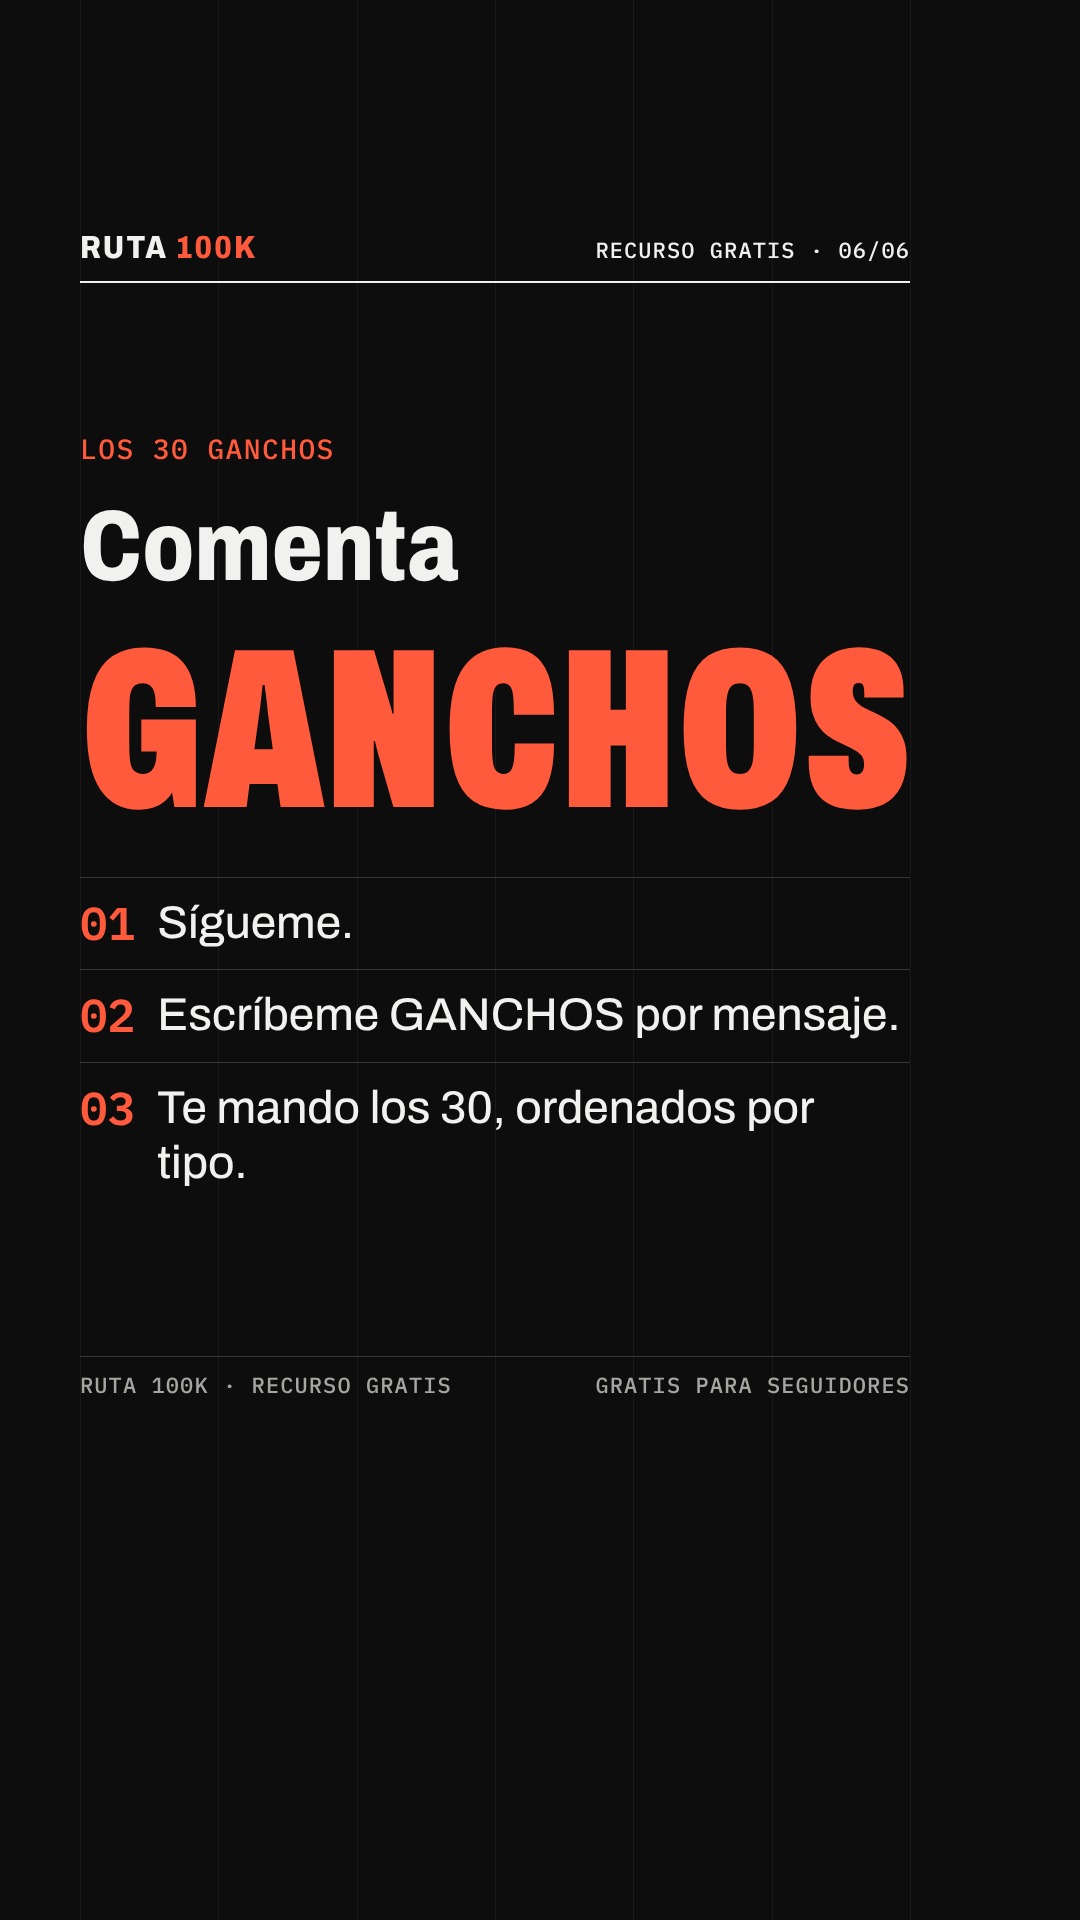 RUTA 100K
RECURSO GRATIS · 06/06
LOS 30 GANCHOS
Comenta
GANCHOS
01 Sígueme.
02 Escríbeme GANCHOS por mensaje.
03 Te mando los 30, ordenados por
tipo.
RUTA 100K · RECURSO GRATIS
GRATIS PARA SEGUIDORES